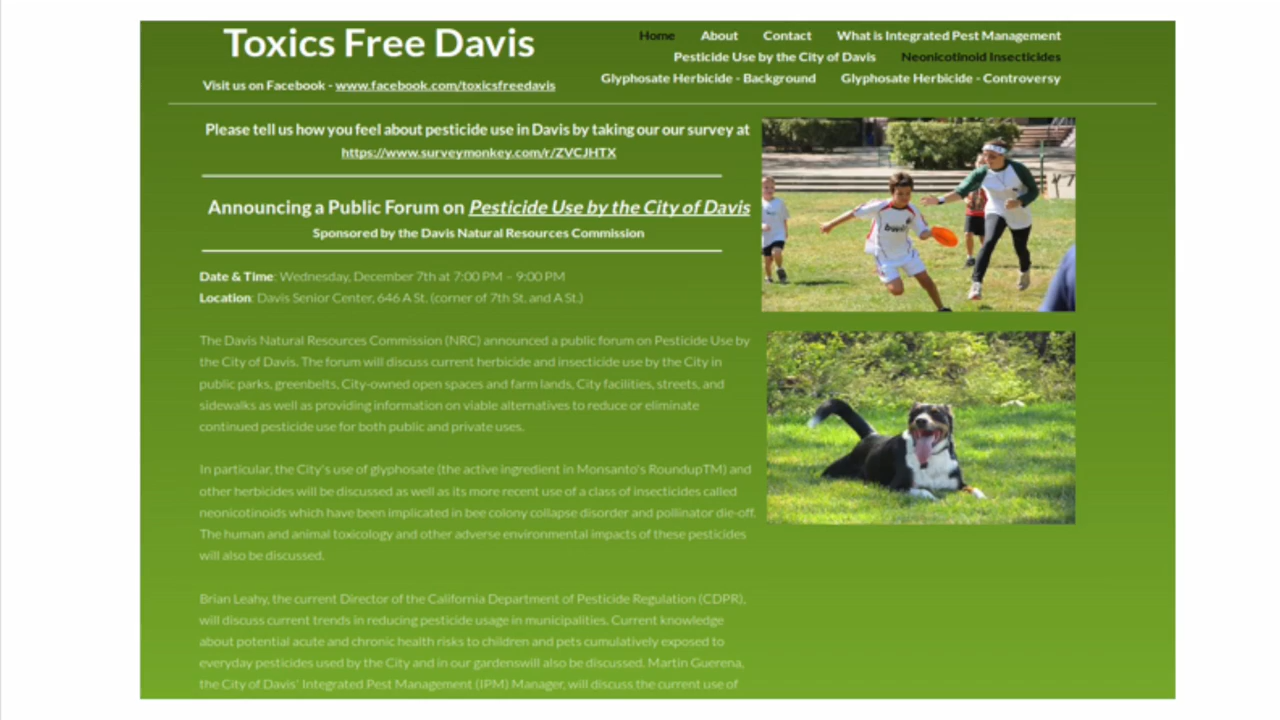 Toxics Free Davis
Visit us on Facebook - www.facebook.com/toxicsfreedavis
Home About Contact What is Integrated Pest Management
Pesticide Use by the City of Davis Neonicotinoid Insecticides
Glyphosate Herbicide - Background Glyphosate Herbicide - Controversy
Please tell us how you feel about pesticide use in Davis by taking our our survey at
https://www.surveymonkey.com/r/ZVCJHTX
Announcing a Public Forum on Pesticide Use by the City of Davis
Sponsored by the Davis Natural Resources Commission
Date & Time: Wednesday, December 7th at 7:00 PM – 9:00 PM
Location: Davis Senior Center, 646 A St. (corner of 7th St. and A St.)
The Davis Natural Resources Commission (NRC) announced a public forum on Pesticide Use by
the City of Davis. The forum will discuss current herbicide and insecticide use by the City in
public parks, greenbelts, City-owned open spaces and farm lands, City facilities, streets, and
sidewalks as well as providing information on viable alternatives to reduce or eliminate
continued pesticide use for both public and private uses.
In particular, the City's use of glyphosate (the active ingredient in Monsanto's RoundupTM) and
other herbicides will be discussed as well as its more recent use of a class of insecticides called
neonicotinoids which have been implicated in bee colony collapse disorder and pollinator die-off.
The human and animal toxicology and other adverse environmental impacts of these pesticides
will also be discussed.
Brian Leahy, the current Director of the California Department of Pesticide Regulation (CDPR),
will discuss current trends in reducing pesticide usage in municipalities. Current knowledge
about potential acute and chronic health risks to children and pets cumulatively exposed to
everyday pesticides used by the City and in our gardenswill also be discussed. Martin Guerena,
the City of Davis' Integrated Pest Management (IPM) Manager, will discuss the current use of